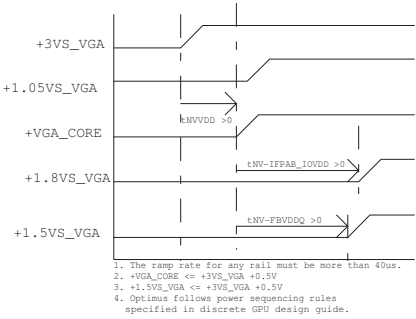 +3VS_VGA
+1.05VS_VGA
tNVVDD >0
+VGA_CORE
tNV-IFPAB_IOVDD >0
+1.8VS_VGA
tNV-FBVDDQ >0
+1.5VS_VGA
1. The ramp rate for any rail must be more than 40us.
2. +VGA_CORE <= +3VS_VGA +0.5V
3. +1.5VS_VGA <= +3VS_VGA +0.5V
4. Optimus follows power sequencing rules
specified in discrete GPU design guide.